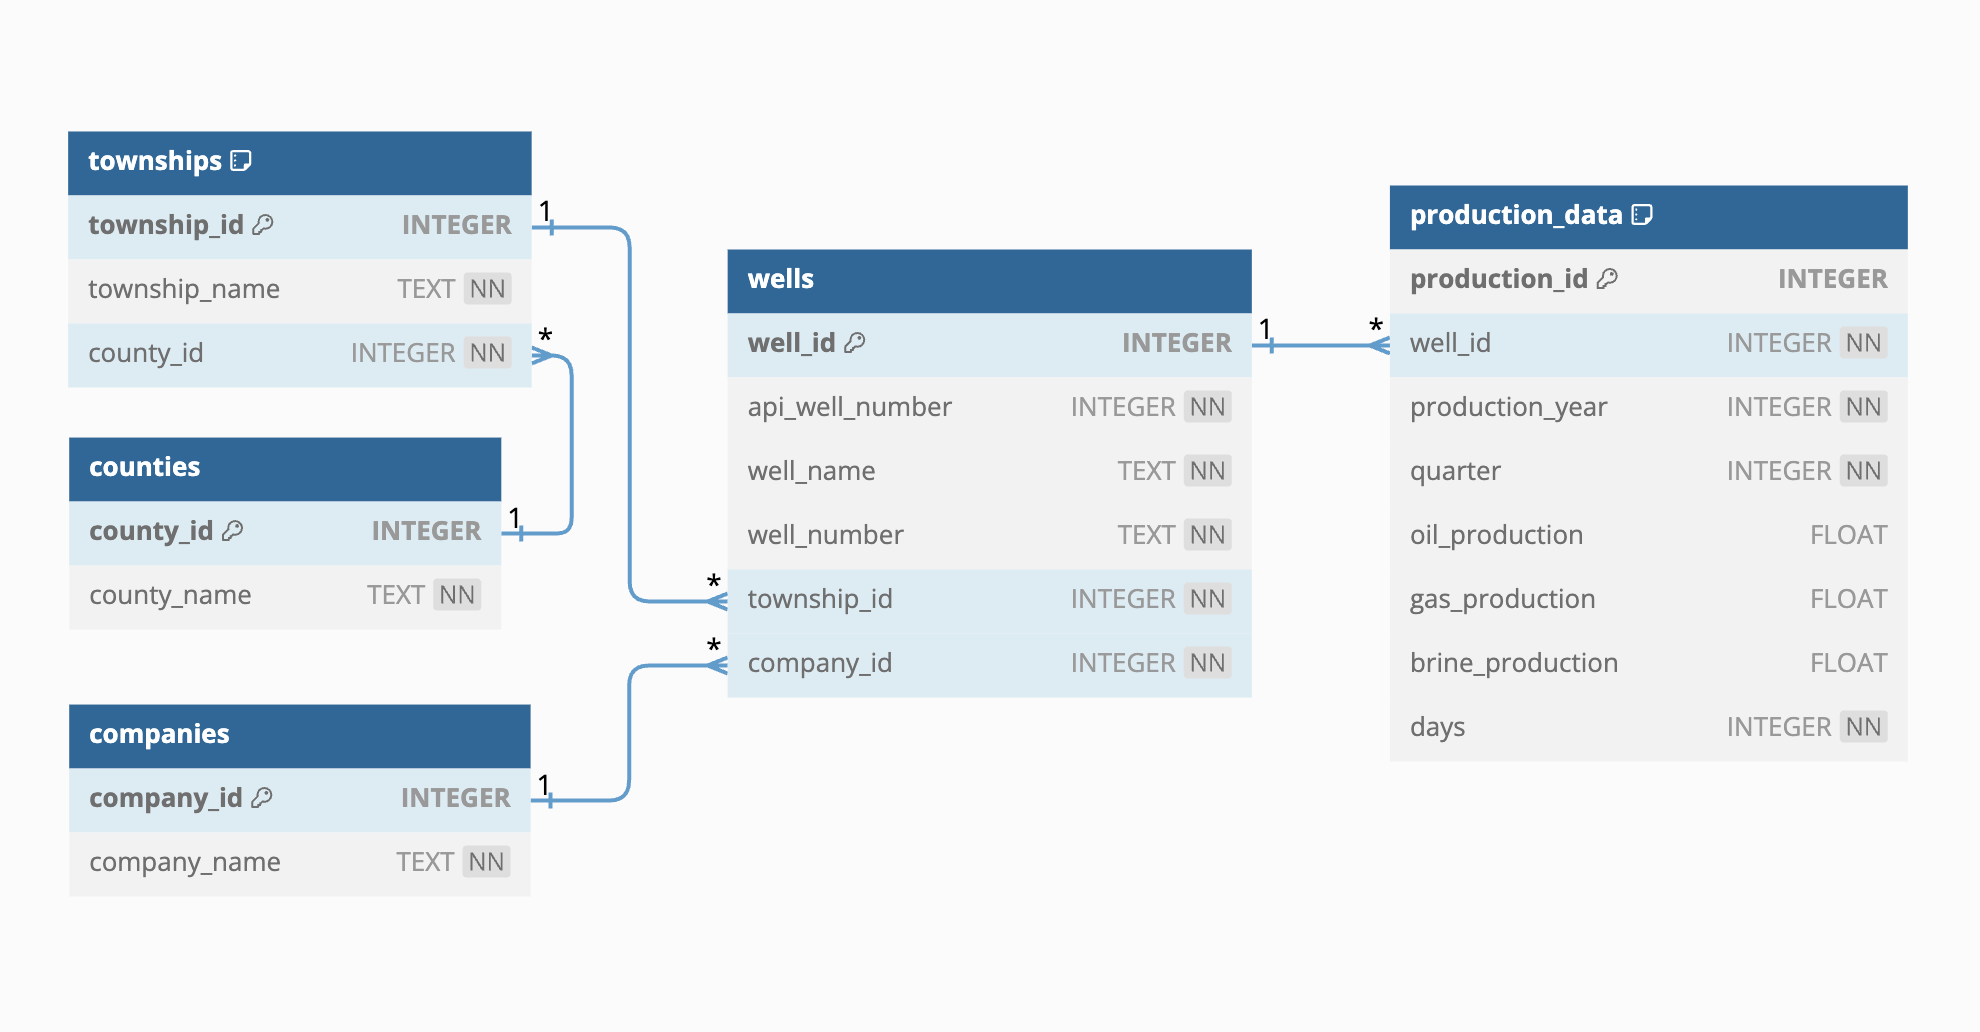 townships
township_id INTEGER
township_name TEXT NN
county_id INTEGER NN
1
*
counties
county_id INTEGER
county_name TEXT NN
1
companies
company_id INTEGER
company_name TEXT NN
1
wells
well_id INTEGER
api_well_number INTEGER NN
well_name TEXT NN
well_number TEXT NN
township_id INTEGER NN
company_id INTEGER NN
*
*
1
*
production_data
production_id INTEGER
well_id INTEGER NN
production_year INTEGER NN
quarter INTEGER NN
oil_production FLOAT
gas_production FLOAT
brine_production FLOAT
days INTEGER NN